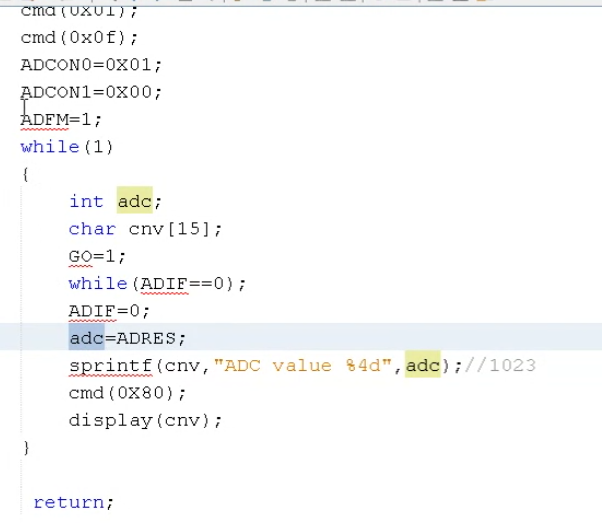 cmd(0X01);
cmd(0x0f);
ADCON0=0X01;
ADCON1=0X00;
ADFM=1;
while(1)
{
int adc;
char cnv[15];
GO=1;
while(ADIF==0);
ADIF=0;
adc=ADRES;
sprintf(cnv,"ADC value %4d",adc);//1023
cmd(0X80);
display(cnv);
}
return;